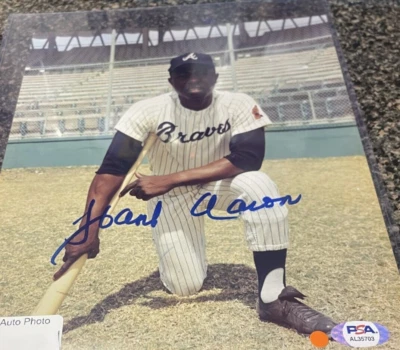 A
Braves
Hank Aaron
Auto Photo
PSA
AL35703